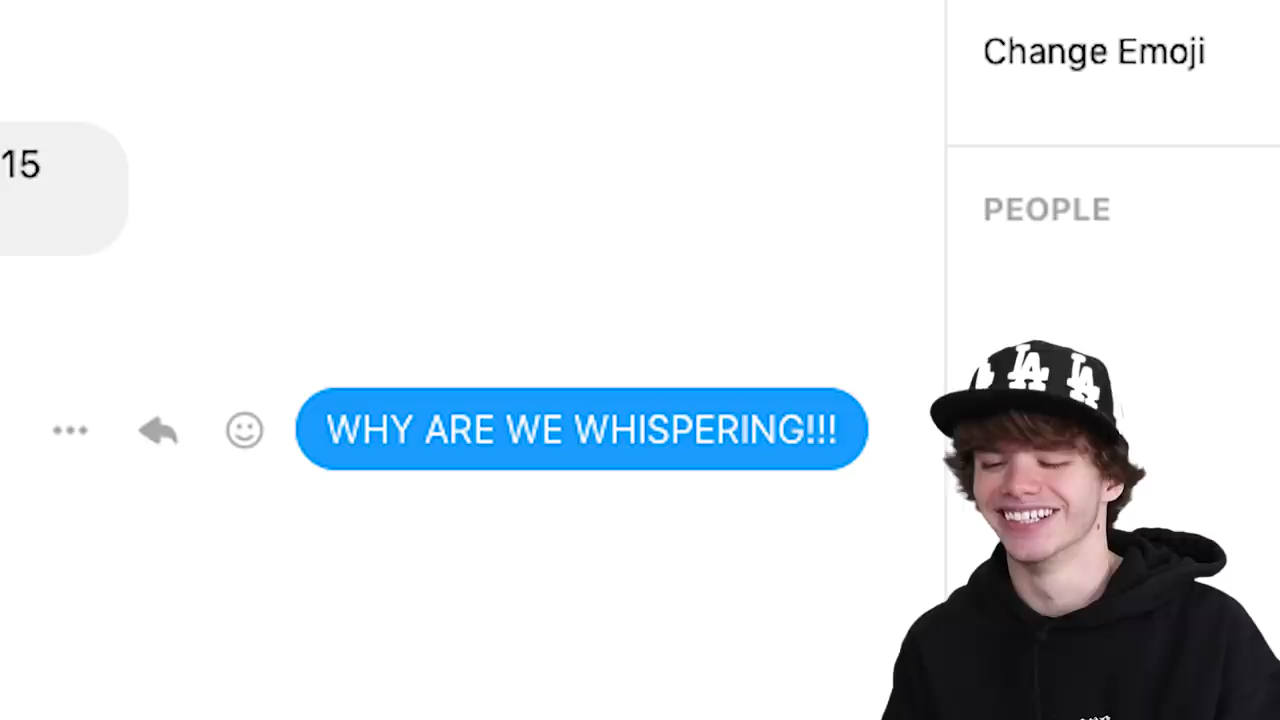 Change Emoji
15
PEOPLE
WHY ARE WE WHISPERING!!!
LA LA